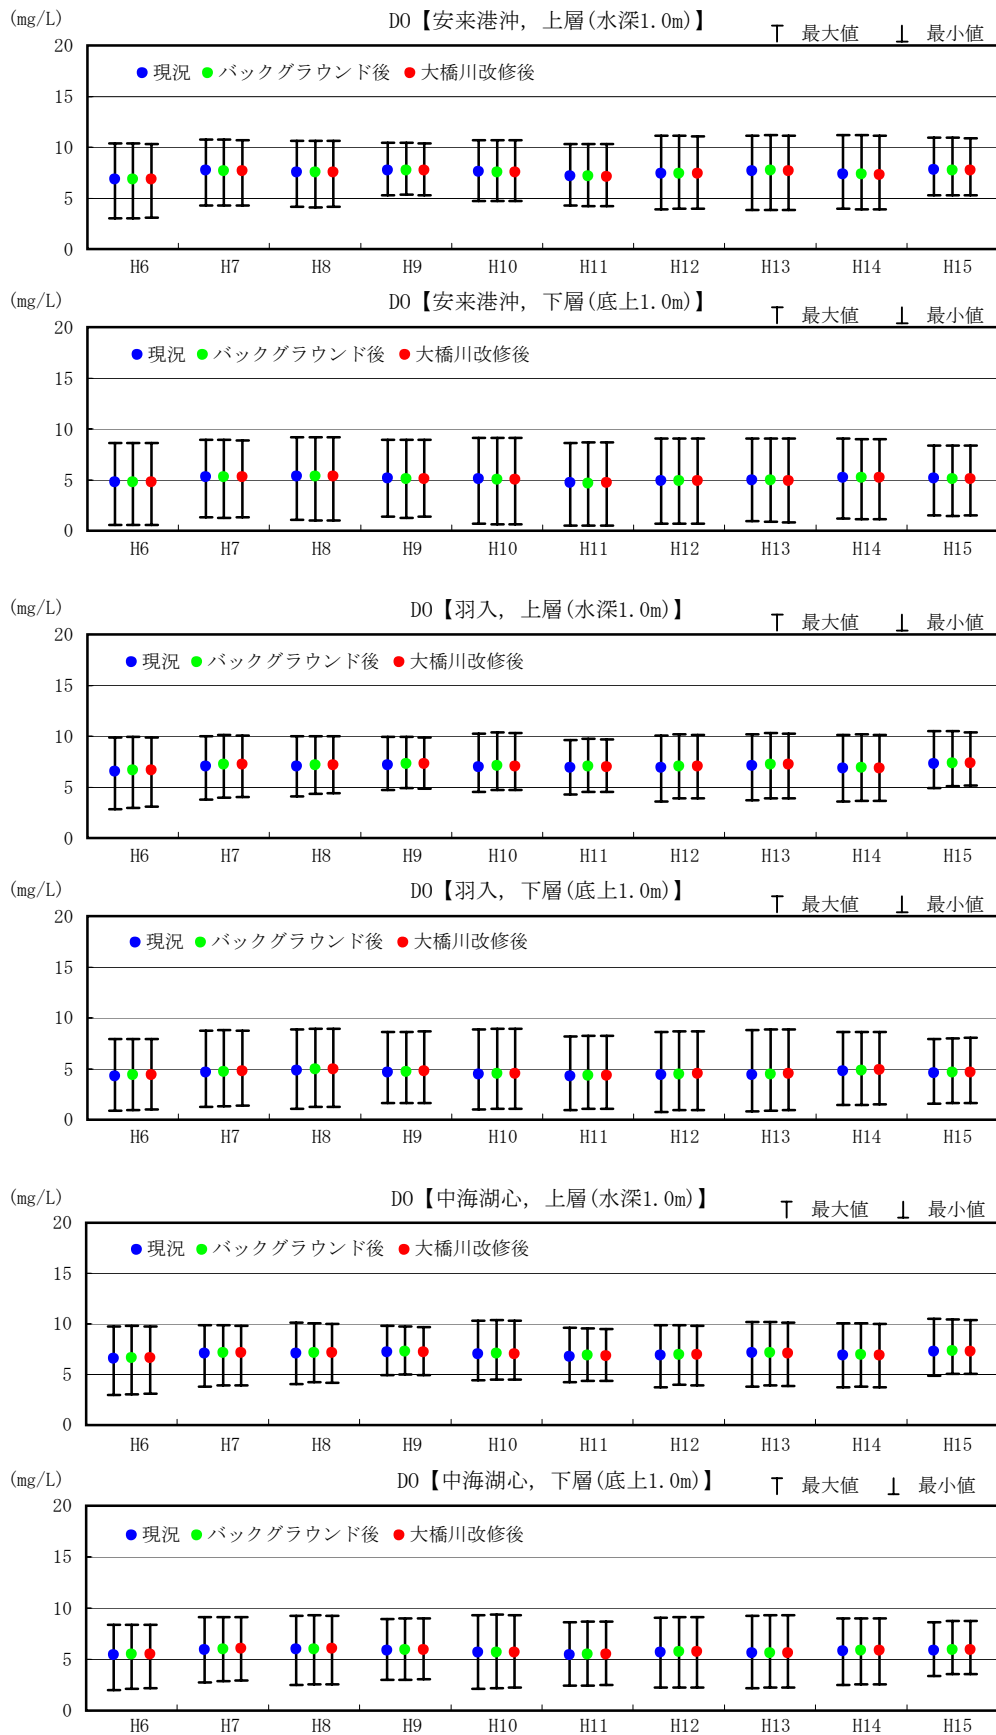 (mg/L) DO【安来港沖, 上層(水深1.0m)】 最大値 最小値
20
現況 バックグラウンド後 大橋川改修後
15
10
5
0
H6 H7 H8 H9 H10 H11 H12 H13 H14 H15
(mg/L) DO【安来港沖, 下層(底上1.0m)】 最大値 最小値
20
現況 バックグラウンド後 大橋川改修後
15
10
5
0
H6 H7 H8 H9 H10 H11 H12 H13 H14 H15
(mg/L) DO【羽入, 上層(水深1.0m)】 最大値 最小値
20
現況 バックグラウンド後 大橋川改修後
15
10
5
0
H6 H7 H8 H9 H10 H11 H12 H13 H14 H15
(mg/L) DO【羽入, 下層(底上1.0m)】 最大値 最小値
20
現況 バックグラウンド後 大橋川改修後
15
10
5
0
H6 H7 H8 H9 H10 H11 H12 H13 H14 H15
(mg/L) DO【中海湖心, 上層(水深1.0m)】 最大値 最小値
20
現況 バックグラウンド後 大橋川改修後
15
10
5
0
H6 H7 H8 H9 H10 H11 H12 H13 H14 H15
(mg/L) DO【中海湖心, 下層(底上1.0m)】 最大値 最小値
20
現況 バックグラウンド後 大橋川改修後
15
10
5
0
H6 H7 H8 H9 H10 H11 H12 H13 H14 H15